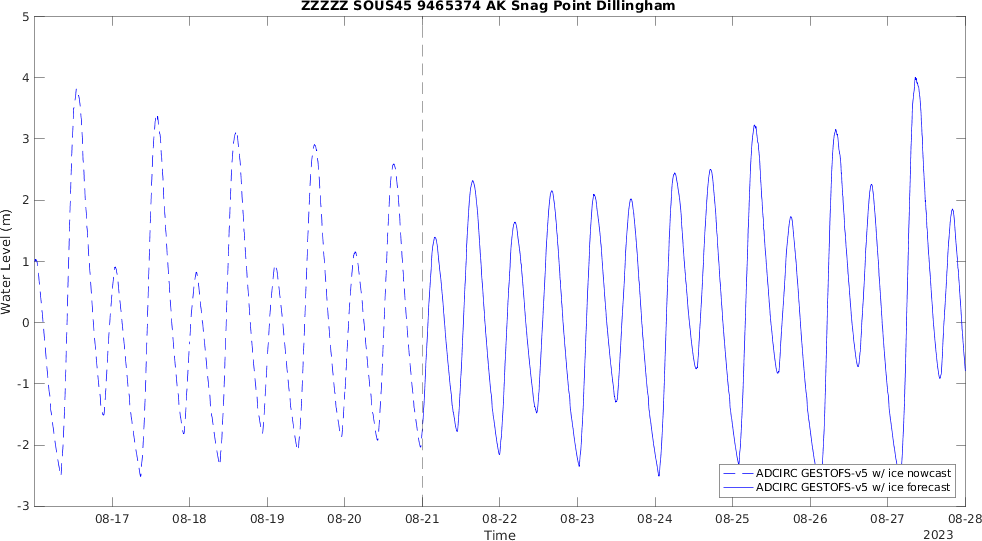 ZZZZZ SOUS45 9465374 AK Snag Point Dillingham
Water Level (m)
5
4
3
2
1
0
-1
-2
-3
ADCIRC GESTOFS-v5 w/ ice nowcast
ADCIRC GESTOFS-v5 w/ ice forecast
08-17 08-18 08-19 08-20 08-21 08-22 08-23 08-24 08-25 08-26 08-27 08-28
Time
2023